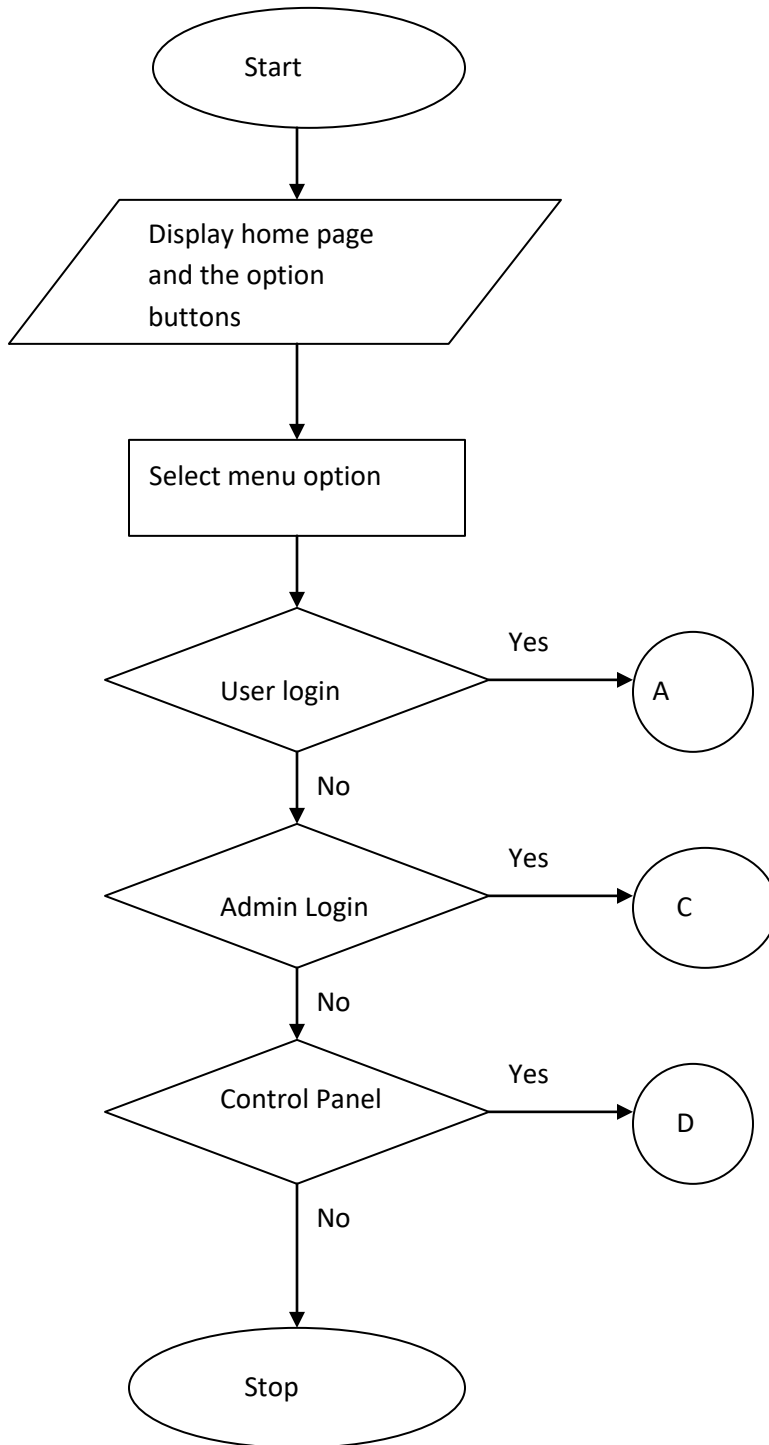 Start
Display home page
and the option
buttons
Select menu option
Yes
User login
A
No
Yes
Admin Login
C
No
Yes
Control Panel
D
No
Stop